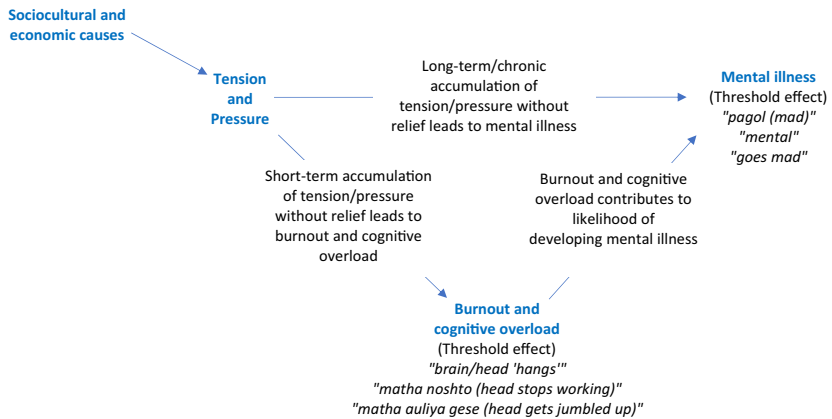 Sociocultural and
economic causes
Tension
and
Pressure
Long-term/chronic
accumulation of
tension/pressure without
relief leads to mental illness
Mental illness
(Threshold effect)
"pagol (mad)"
"mental"
"goes mad"
Short-term accumulation
of tension/pressure
without relief leads to
burnout and cognitive
overload
Burnout and cognitive
overload contributes to
likelihood of
developing mental illness
Burnout and
cognitive overload
(Threshold effect)
"brain/head 'hangs'"
"matha noshto (head stops working)"
"matha auliya gese (head gets jumbled up)"